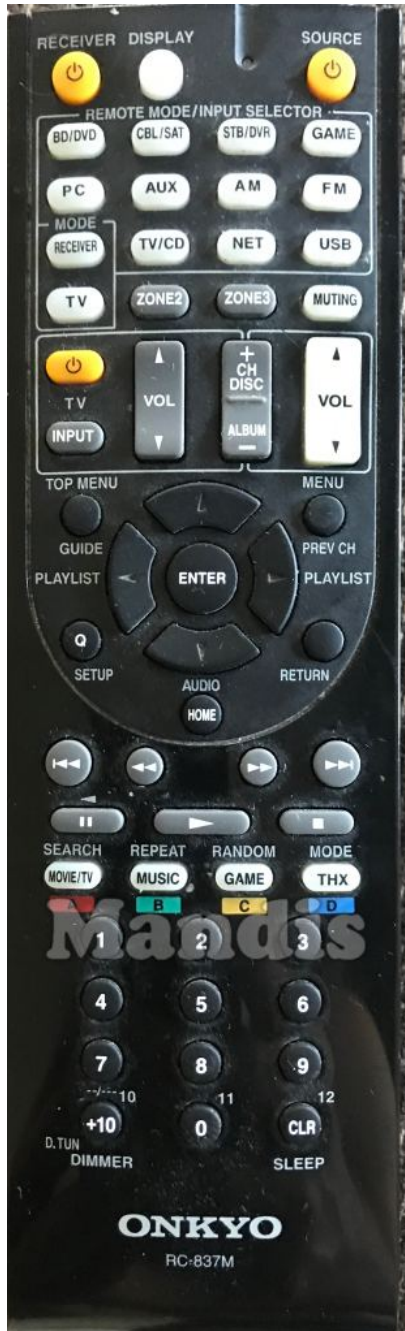 RECEIVER DISPLAY SOURCE
REMOTE MODE/INPUT SELECTOR
BD/DVD CBL/SAT STB/DVR GAME
PC AUX AM FM
MODE
RECEIVER TV/CD NET USB
TV ZONE2 ZONE3 MUTING
+
CH
DISC
VOL VOL
TV
ALBUM
INPUT
-
TOP MENU MENU
GUIDE PREV CH
PLAYLIST ENTER PLAYLIST
Q
SETUP RETURN
AUDIO
HOME
SEARCH REPEAT RANDOM MODE
MOVIE/TV MUSIC GAME THX
B C D
Mandis
1 2 3
4 5 6
7 8 9
--/--- 10 11 12
+10 0 CLR
D.TUN
DIMMER SLEEP
ONKYO
RC-837M